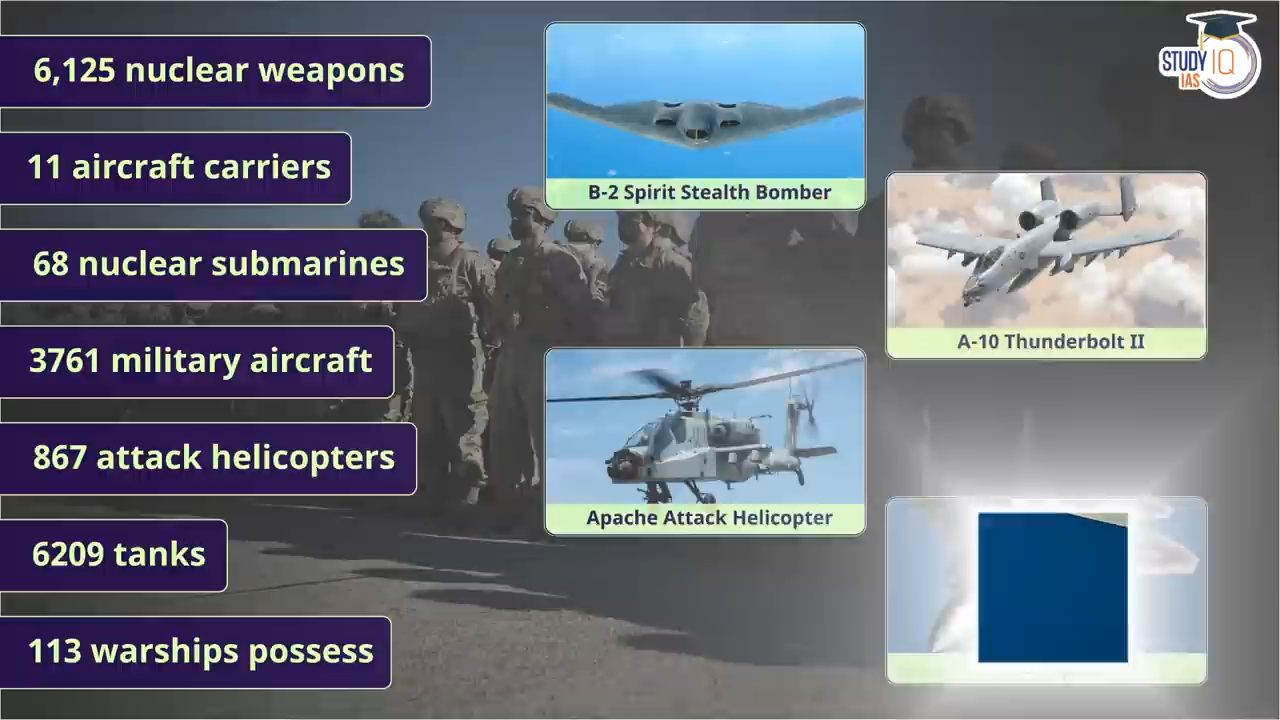 6,125 nuclear weapons
11 aircraft carriers
68 nuclear submarines
3761 military aircraft
867 attack helicopters
6209 tanks
113 warships possess
B-2 Spirit Stealth Bomber
A-10 Thunderbolt II
Apache Attack Helicopter
STUDY IQ
IAS